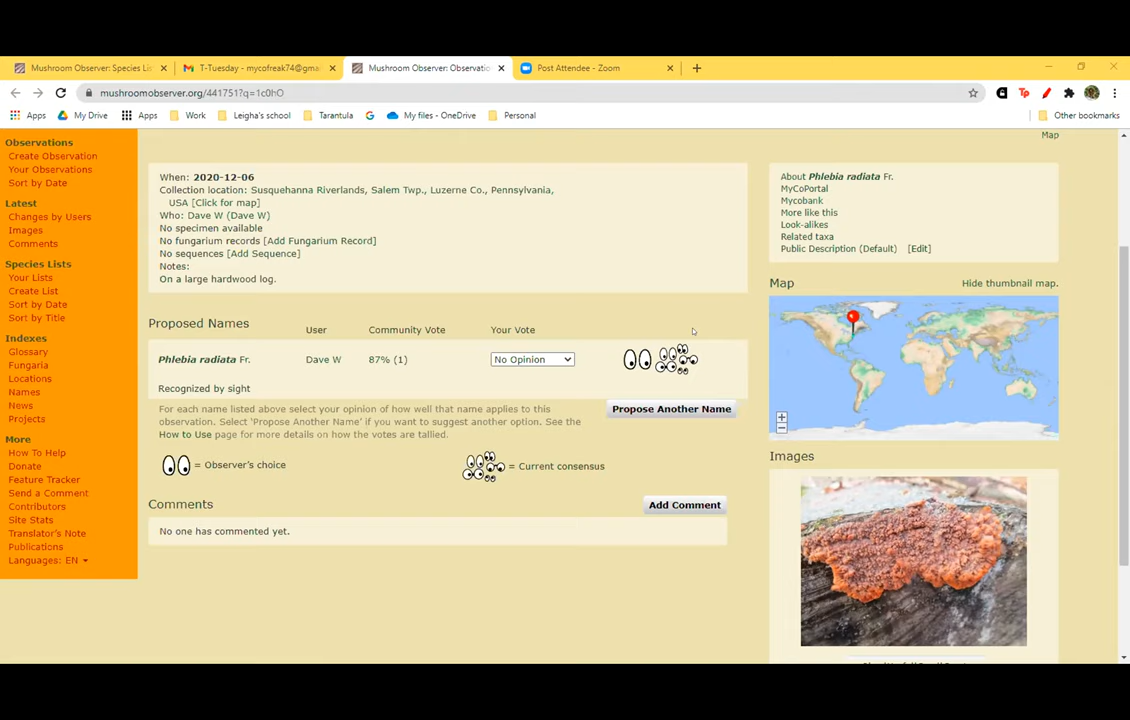 Mushroom Observer: Species Li
T-Tuesday - mycofreak74@gma
Mushroom Observer: Observatio
Post Attendee - Zoom
mushroomobserver.org/441751?q=1c0hO
Apps
My Drive
Apps
Work
Leigha's school
Tarantula
My files - OneDrive
Personal
Other bookmarks
Observations
Create Observation
Your Observations
Sort by Date
Latest
Changes by Users
Images
Comments
Species Lists
Your Lists
Create List
Sort by Date
Sort by Title
Indexes
Glossary
Fungaria
Locations
Names
News
Projects
More
How To Help
Donate
Feature Tracker
Send a Comment
Contributors
Site Stats
Translator's Note
Publications
Languages: EN
When: 2020-12-06
Collection location: Susquehanna Riverlands, Salem Twp., Luzerne Co., Pennsylvania,
USA [Click for map]
Who: Dave W (Dave W)
No specimen available
No fungarium records [Add Fungarium Record]
No sequences [Add Sequence]
Notes:
On a large hardwood log.
Proposed Names User Community Vote Your Vote
Phlebia radiata Fr. Dave W 87% (1) No Opinion
Recognized by sight
For each name listed above select your opinion of how well that name applies to this
observation. Select 'Propose Another Name' if you want to suggest another option. See the
How to Use page for more details on how the votes are tallied.
Propose Another Name
= Observer's choice
= Current consensus
Comments
Add Comment
No one has commented yet.
Map
About Phlebia radiata Fr.
MyCoPortal
Mycobank
More like this
Look-alikes
Related taxa
Public Description (Default) [Edit]
Map Hide thumbnail map.
+
-
Images